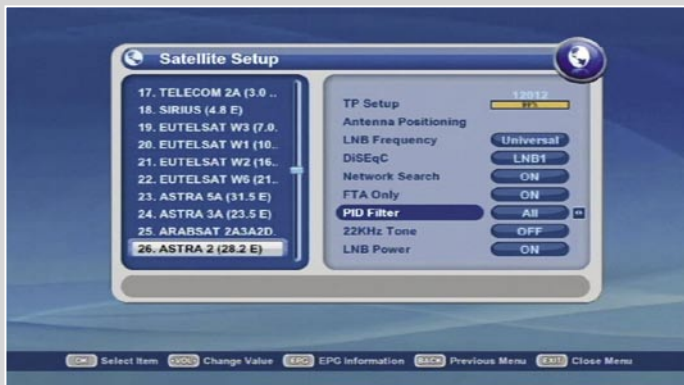 Satellite Setup
17. TELECOM 2A (3.0 ..
18. SIRIUS (4.8 E)
19. EUTELSAT W3 (7.0.
20. EUTELSAT W1 (10..
21. EUTELSAT W2 (16..
22. EUTELSAT W6 (21..
23. ASTRA 5A (31.5 E)
24. ASTRA 3A (23.5 E)
25. ARABSAT 2A3A2D.
26. ASTRA 2 (28.2 E)
12012
TP Setup 99%
Antenna Positioning
LNB Frequency Universal
DiSEqC LNB1
Network Search ON
FTA Only ON
PID Filter All
22KHz Tone OFF
LNB Power ON
Select Item VOL Change Value EPG EPG Information BACK Previous Menu EXIT Close Menu